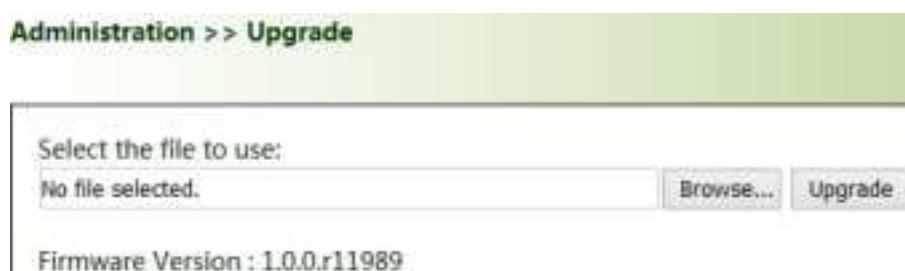 Administration >> Upgrade
Select the file to use:
No file selected. Browse... Upgrade
Firmware Version : 1.0.0.r11989